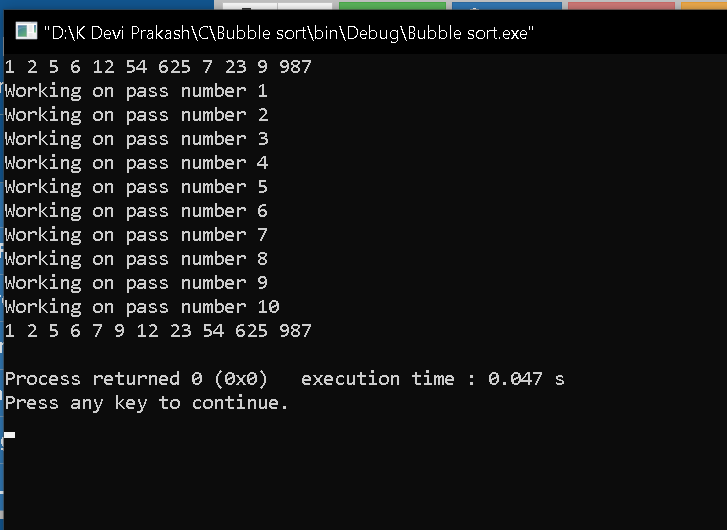 "D:\K Devi Prakash\C\Bubble sort\bin\Debug\Bubble sort.exe"
1 2 5 6 12 54 625 7 23 9 987
Working on pass number 1
Working on pass number 2
Working on pass number 3
Working on pass number 4
Working on pass number 5
Working on pass number 6
Working on pass number 7
Working on pass number 8
Working on pass number 9
Working on pass number 10
1 2 5 6 7 9 12 23 54 625 987
Process returned 0 (0x0)   execution time : 0.047 s
Press any key to continue.